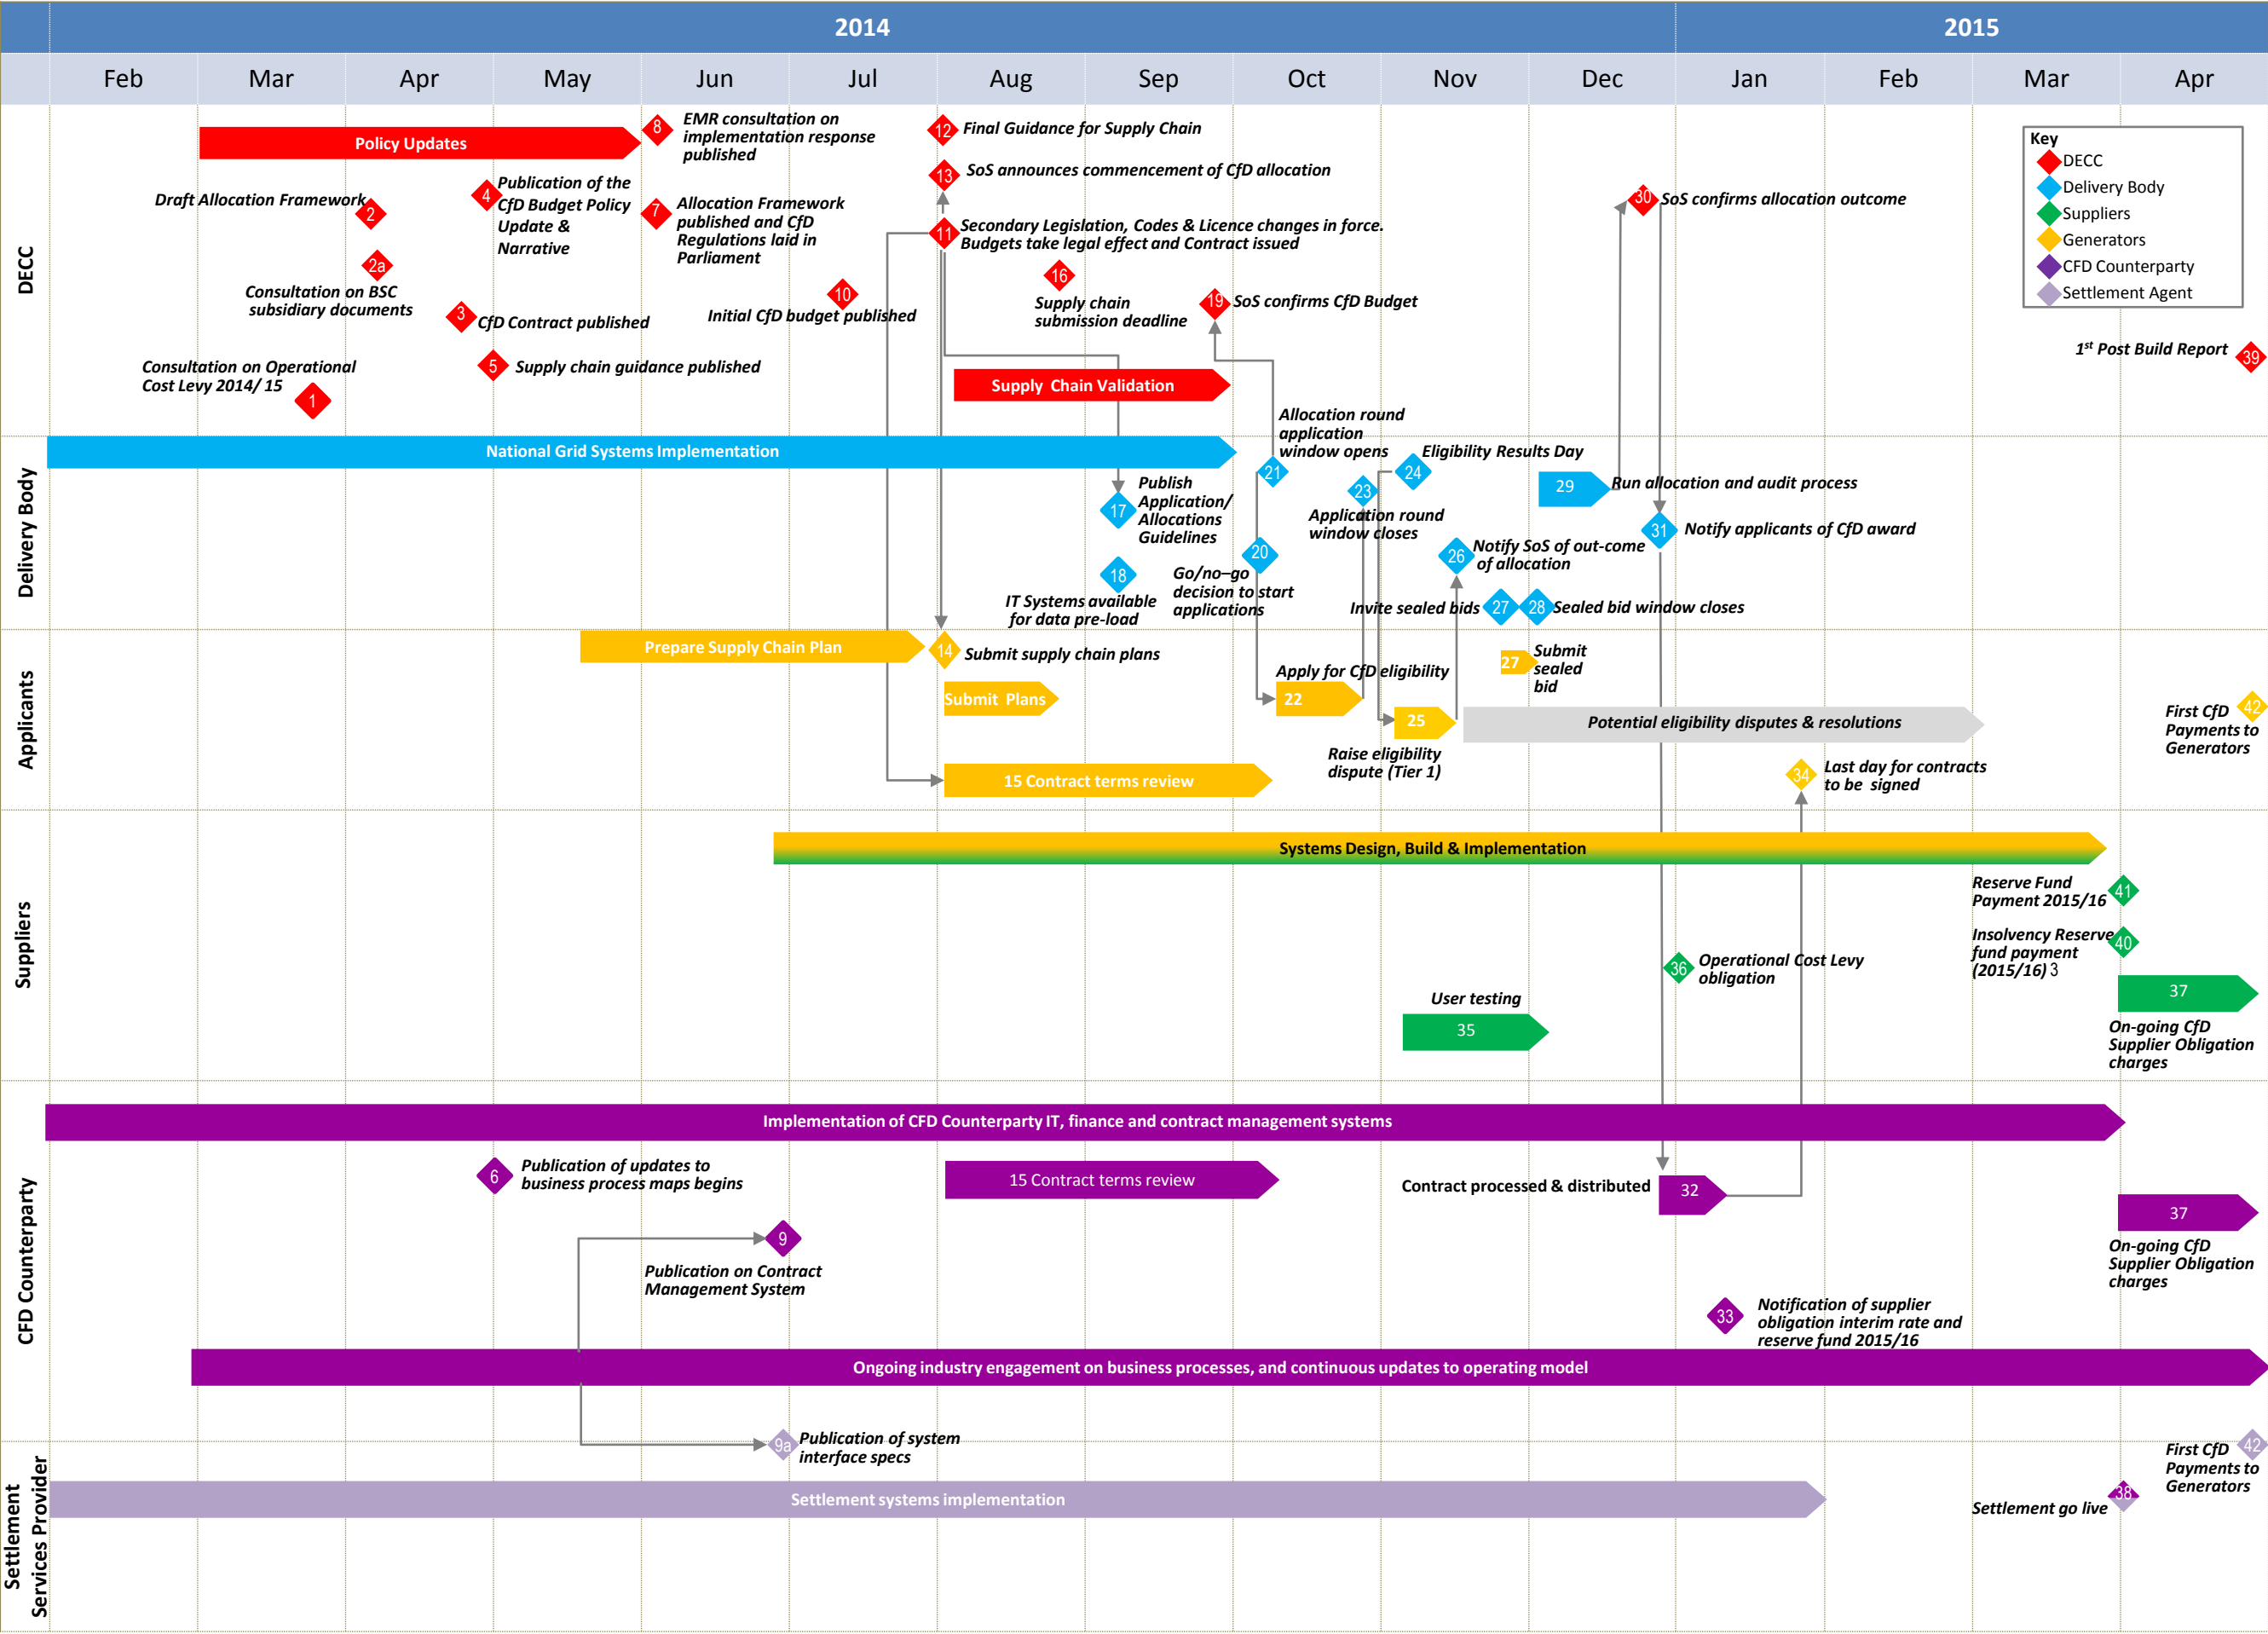 2014
2015
Feb
Mar
Apr
May
Jun
Jul
Aug
Sep
Oct
Nov
Dec
Jan
Feb
Mar
Apr
DECC
Policy Updates
8
EMR consultation on
implementation response
published
12
Final Guidance for Supply Chain
13
SoS announces commencement of CfD allocation
Draft Allocation Framework
2
4
Publication of the
CfD Budget Policy
Update &
Narrative
7
Allocation Framework
published and CfD
Regulations laid in
Parliament
11
Secondary Legislation, Codes & Licence changes in force.
Budgets take legal effect and Contract issued
30
SoS confirms allocation outcome
Key
DECC
Delivery Body
Suppliers
Generators
CFD Counterparty
Settlement Agent
2a
Consultation on BSC
subsidiary documents
3
CfD Contract published
10
Initial CfD budget published
16
Supply chain
submission deadline
19
SoS confirms CfD Budget
Consultation on Operational
Cost Levy 2014/ 15
1
5
Supply chain guidance published
Supply Chain Validation
1st Post Build Report
39
Delivery Body
National Grid Systems Implementation
Allocation round
application
window opens
21
23
Application round
window closes
24
Eligibility Results Day
29
Run allocation and audit process
17
Publish
Application/
Allocations
Guidelines
18
IT Systems available
for data pre-load
20
Go/no–go
decision to start
applications
26
Notify SoS of out-come
of allocation
31
Notify applicants of CfD award
Invite sealed bids
27
28
Sealed bid window closes
Applicants
Prepare Supply Chain Plan
14
Submit supply chain plans
Submit Plans
Apply for CfD eligibility
22
27
Submit
sealed
bid
25
Raise eligibility
dispute (Tier 1)
Potential eligibility disputes & resolutions
15 Contract terms review
34
Last day for contracts
to be signed
First CfD
Payments to
Generators
42
Suppliers
Systems Design, Build & Implementation
Reserve Fund
Payment 2015/16
41
Insolvency Reserve
fund payment
(2015/16) 3
40
36
Operational Cost Levy
obligation
User testing
35
37
On-going CfD
Supplier Obligation
charges
CFD Counterparty
Implementation of CFD Counterparty IT, finance and contract management systems
6
Publication of updates to
business process maps begins
15 Contract terms review
Contract processed & distributed
32
9
Publication on Contract
Management System
37
On-going CfD
Supplier Obligation
charges
33
Notification of supplier
obligation interim rate and
reserve fund 2015/16
Ongoing industry engagement on business processes, and continuous updates to operating model
Settlement
Services Provider
9a
Publication of system
interface specs
Settlement systems implementation
First CfD
Payments to
Generators
42
Settlement go live
38